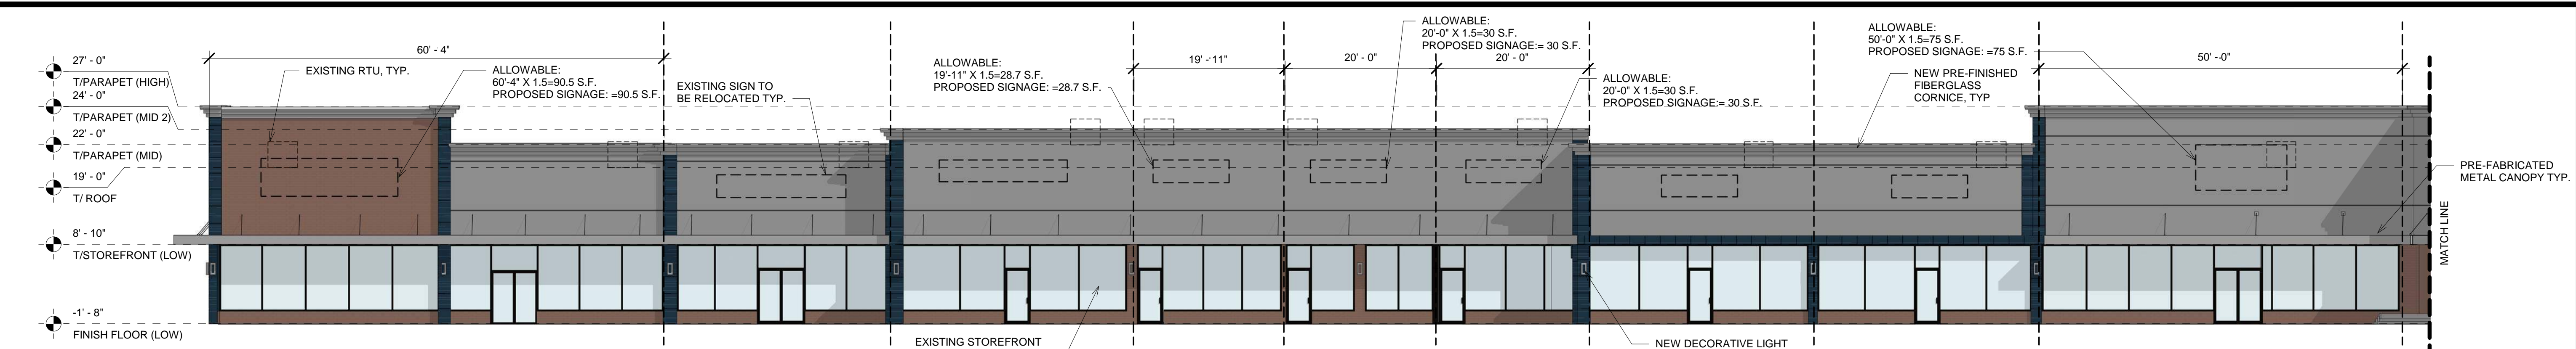 27' - 0"
T/PARAPET (HIGH)
24' - 0"
T/PARAPET (MID 2)
22' - 0"
T/PARAPET (MID)
19' - 0"
T/ ROOF
8' - 10"
T/STOREFRONT (LOW)
-1' - 8"
FINISH FLOOR (LOW)
60' - 4"
EXISTING RTU, TYP.
ALLOWABLE:
60'-4" X 1.5=90.5 S.F.
PROPOSED SIGNAGE: =90.5 S.F.
EXISTING SIGN TO
BE RELOCATED TYP.
ALLOWABLE:
19'-11" X 1.5=28.7 S.F.
PROPOSED SIGNAGE: =28.7 S.F.
19' - 11"
20' - 0"
20' - 0"
ALLOWABLE:
20'-0" X 1.5=30 S.F.
PROPOSED SIGNAGE:= 30 S.F.
ALLOWABLE:
20'-0" X 1.5=30 S.F.
PROPOSED SIGNAGE:= 30 S.F.
ALLOWABLE:
50'-0" X 1.5=75 S.F.
PROPOSED SIGNAGE: =75 S.F.
NEW PRE-FINISHED
FIBERGLASS
CORNICE, TYP
50' - 0"
PRE-FABRICATED
METAL CANOPY TYP.
MATCH LINE
EXISTING STOREFRONT
NEW DECORATIVE LIGHT